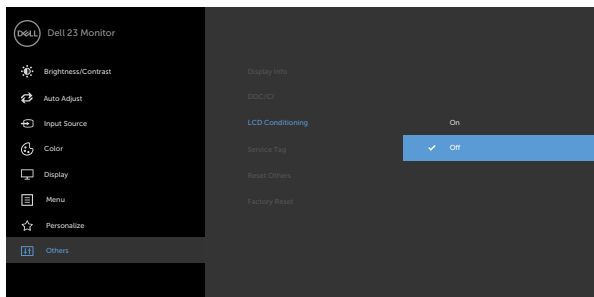 DELL Dell 23 Monitor
Brightness/Contrast
Auto Adjust
Input Source
Color
Display
Menu
Personalize
Others
Display Info
DDC/CI
LCD Conditioning
Service Tag
Reset Others
Factory Reset
On
Off